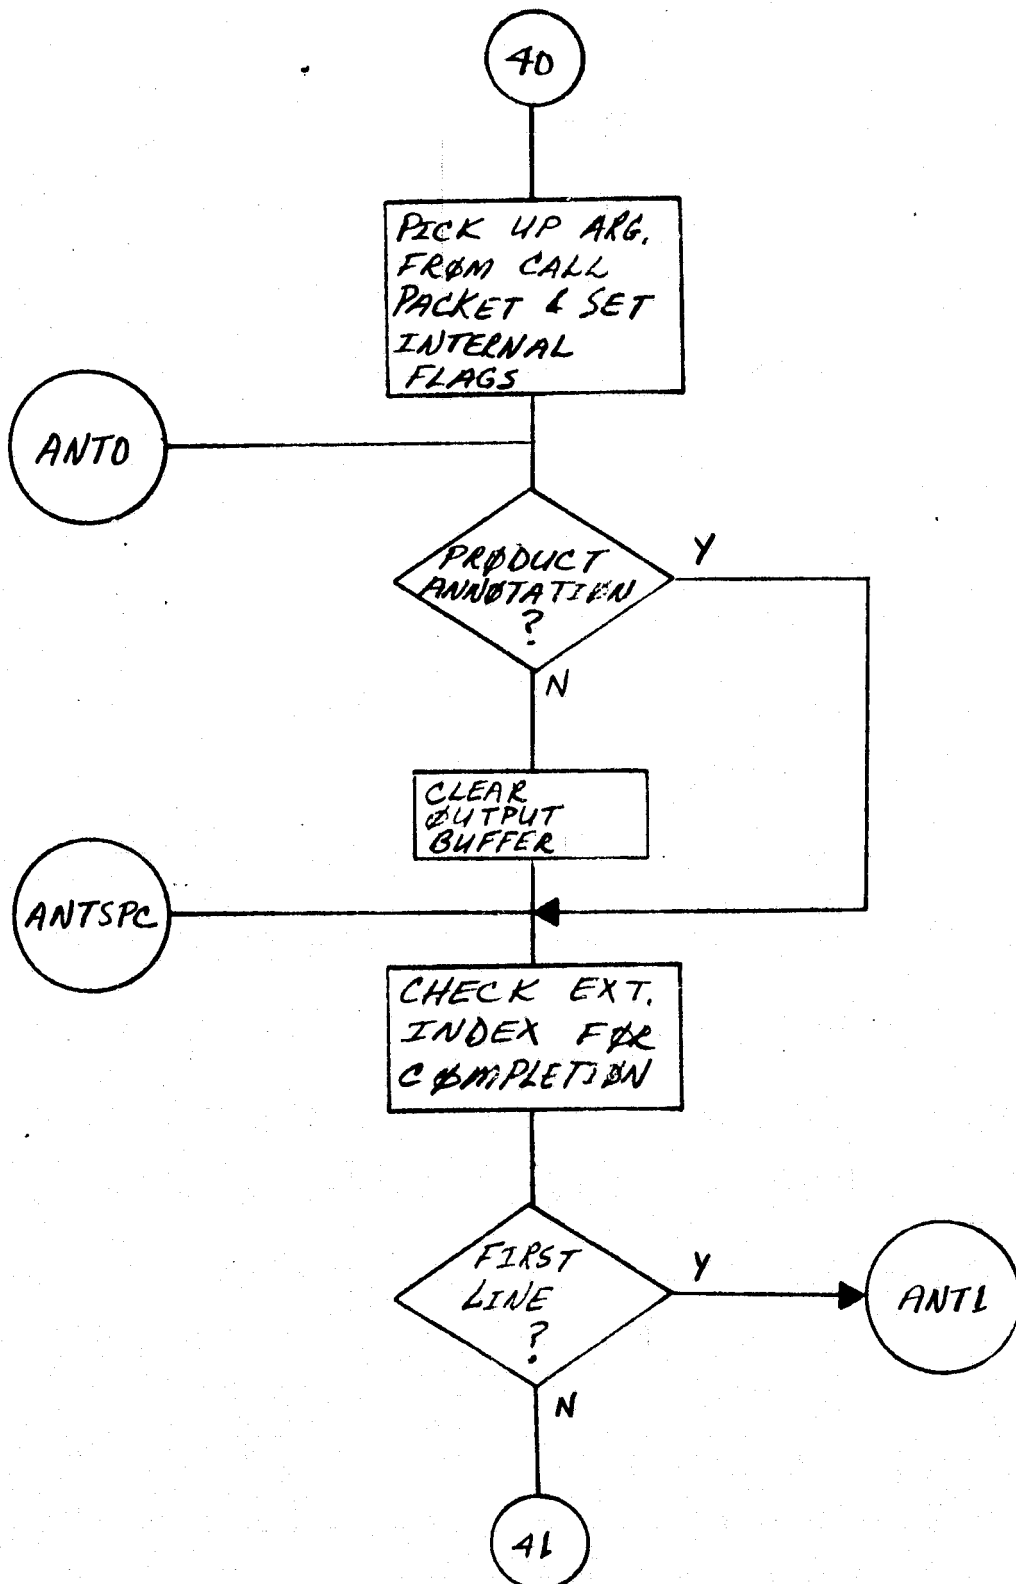 40
PICK UP ARG.
FRØM CALL
PACKET & SET
INTERNAL
FLAGS
ANTO
PRØDUCT
ANNØTATIØN
?
Y
N
CLEAR
ØUTPUT
BUFFER
ANTSPC
CHECK EXT.
INDEX FØR
CØMPLETIØN
FIRST
LINE
?
Y
ANT1
N
41